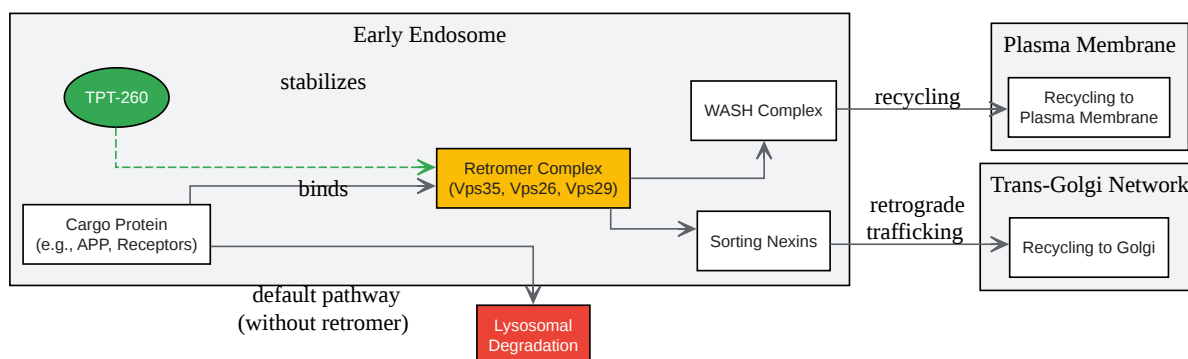 Early Endosome
Plasma Membrane
stabilizes
TPT-260
WASH Complex
recycling
Recycling to
Plasma Membrane
Retromer Complex
(Vps35, Vps26, Vps29)
binds
Trans-Golgi Network
Cargo Protein
(e.g., APP, Receptors)
Sorting Nexins
retrograde
trafficking
Recycling to Golgi
default pathway
(without retromer)
Lysosomal
Degradation